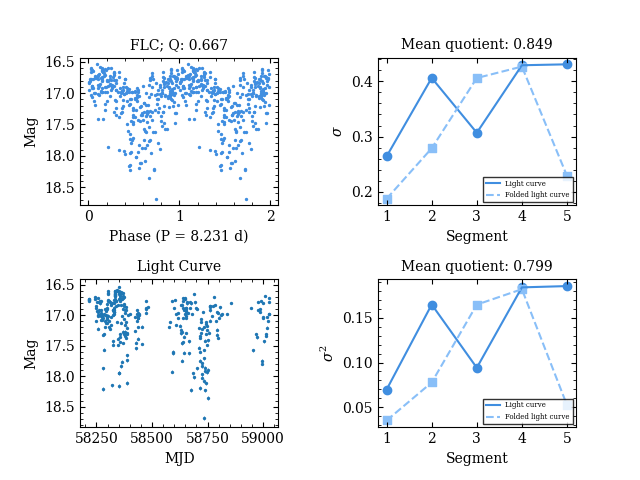 FLC; Q: 0.667
Mag
16.5
17.0
17.5
18.0
18.5
0
1
2
Phase (P = 8.231 d)
Mean quotient: 0.849
σ
0.4
0.3
0.2
Light curve
Folded light curve
1
2
3
4
5
Segment
Light Curve
Mag
16.5
17.0
17.5
18.0
18.5
58250
58500
58750
59000
MJD
Mean quotient: 0.799
σ²
0.15
0.10
0.05
Light curve
Folded light curve
1
2
3
4
5
Segment